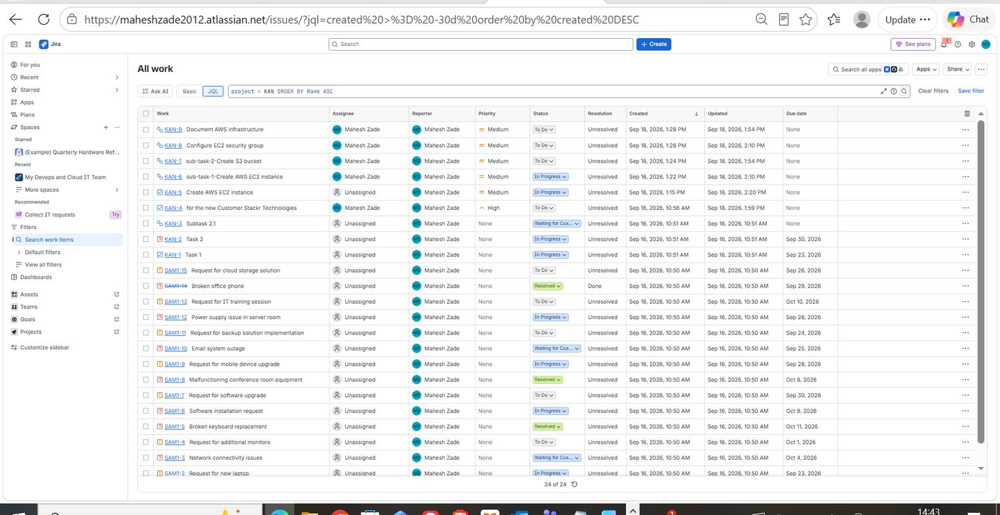 https://maheshzade2012.atlassian.net/issues/?jql=created%20>%3D%20-30d%20order%20by%20created%20DESC
Update
Chat
Jira
Search
+ Create
See plans
1
MZ
For you
Recent
Starred
Apps
Plans
Spaces
Starred
(Example) Quarterly Hardware Ref...
Recent
My Devops and Cloud IT Team
More spaces
Recommended
Collect IT requests Try
Filters
Search work items
Default filters
View all filters
Dashboards
Assets
Teams
Goals
Projects
Customize sidebar
All work
Search all apps
Apps
Share
Ask AI Basic JQL project = KAN ORDER BY Rank ASC Clear filters Save filter
Work Assignee Reporter Priority Status Resolution Created Updated Due date
KAN-9 Document AWS infrastructure MZ Mahesh Zade MZ Mahesh Zade Medium To Do Unresolved Sep 18, 2026, 1:28 PM Sep 18, 2026, 1:54 PM None
KAN-8 Configure EC2 security group MZ Mahesh Zade MZ Mahesh Zade Medium To Do Unresolved Sep 18, 2026, 1:28 PM Sep 18, 2026, 2:10 PM None
KAN-7 sub-task-2-Create S3 bucket MZ Mahesh Zade MZ Mahesh Zade Medium To Do Unresolved Sep 18, 2026, 1:24 PM Sep 18, 2026, 1:54 PM None
KAN-6 sub-task-1-Create AWS EC2 instance MZ Mahesh Zade MZ Mahesh Zade Medium In Progress Unresolved Sep 18, 2026, 1:22 PM Sep 18, 2026, 2:10 PM None
KAN-5 Create AWS EC2 instance Unassigned MZ Mahesh Zade Medium In Progress Unresolved Sep 18, 2026, 1:15 PM Sep 18, 2026, 2:20 PM None
KAN-4 for the new Customer Stackr Technologies MZ Mahesh Zade MZ Mahesh Zade High To Do Unresolved Sep 16, 2026, 10:56 AM Sep 18, 2026, 1:59 PM None
KAN-3 Subtask 2.1 Unassigned MZ Mahesh Zade None Waiting for Cus... Unresolved Sep 16, 2026, 10:51 AM Sep 16, 2026, 10:51 AM None
KAN-2 Task 2 Unassigned MZ Mahesh Zade None In Progress Unresolved Sep 16, 2026, 10:51 AM Sep 16, 2026, 10:51 AM Sep 30, 2026
KAN-1 Task 1 Unassigned MZ Mahesh Zade None In Progress Unresolved Sep 16, 2026, 10:51 AM Sep 16, 2026, 10:51 AM Sep 23, 2026
SAM1-15 Request for cloud storage solution Unassigned MZ Mahesh Zade None To Do Unresolved Sep 16, 2026, 10:50 AM Sep 16, 2026, 10:50 AM Sep 26, 2026
SAM1-14 Broken office phone Unassigned MZ Mahesh Zade None Resolved Done Sep 16, 2026, 10:50 AM Sep 16, 2026, 10:50 AM Sep 29, 2026
SAM1-13 Request for IT training session Unassigned MZ Mahesh Zade None To Do Unresolved Sep 16, 2026, 10:50 AM Sep 16, 2026, 10:50 AM Oct 10, 2026
SAM1-12 Power supply issue in server room Unassigned MZ Mahesh Zade None In Progress Unresolved Sep 16, 2026, 10:50 AM Sep 16, 2026, 10:50 AM Sep 26, 2026
SAM1-11 Request for backup solution implementation Unassigned MZ Mahesh Zade None To Do Unresolved Sep 16, 2026, 10:50 AM Sep 16, 2026, 10:50 AM Sep 24, 2026
SAM1-10 Email system outage Unassigned MZ Mahesh Zade None Waiting for Cus... Unresolved Sep 16, 2026, 10:50 AM Sep 16, 2026, 10:50 AM Sep 25, 2026
SAM1-9 Request for mobile device upgrade Unassigned MZ Mahesh Zade None In Progress Unresolved Sep 16, 2026, 10:50 AM Sep 16, 2026, 10:50 AM Sep 28, 2026
SAM1-8 Malfunctioning conference room equipment Unassigned MZ Mahesh Zade None Resolved Unresolved Sep 16, 2026, 10:50 AM Sep 16, 2026, 10:50 AM Oct 8, 2026
SAM1-7 Request for software upgrade Unassigned MZ Mahesh Zade None To Do Unresolved Sep 16, 2026, 10:50 AM Sep 16, 2026, 10:50 AM Sep 30, 2026
SAM1-6 Software installation request Unassigned MZ Mahesh Zade None In Progress Unresolved Sep 16, 2026, 10:50 AM Sep 16, 2026, 10:50 AM Oct 9, 2026
SAM1-5 Broken keyboard replacement Unassigned MZ Mahesh Zade None Resolved Unresolved Sep 16, 2026, 10:50 AM Sep 16, 2026, 10:50 AM Oct 11, 2026
SAM1-4 Request for additional monitors Unassigned MZ Mahesh Zade None To Do Unresolved Sep 16, 2026, 10:50 AM Sep 16, 2026, 10:50 AM Oct 1, 2026
SAM1-3 Network connectivity issues Unassigned MZ Mahesh Zade None Waiting for Cus... Unresolved Sep 16, 2026, 10:50 AM Sep 16, 2026, 10:50 AM Oct 4, 2026
SAM1-2 Request for new laptop Unassigned MZ Mahesh Zade None In Progress Unresolved Sep 16, 2026, 10:50 AM Sep 16, 2026, 10:50 AM Sep 23, 2026
24 of 24
7
14:43